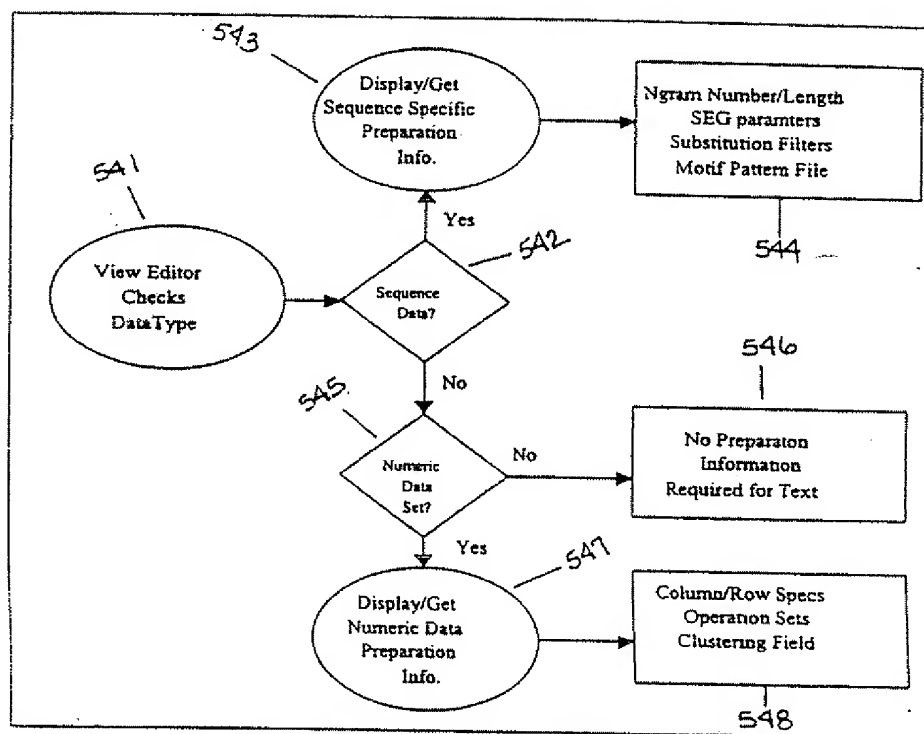 543
Display/Get
Sequence Specific
Preparation
Info.
Ngram Number/Length
SEG paramters
Substitution Filters
Motif Pattern File
544
541
View Editor
Checks
DataType
Yes
542
Sequence
Data?
No
545
Numeric
Data
Set?
No
546
No Preparaton
Information
Required for Text
Yes
547
Display/Get
Numeric Data
Preparation
Info.
Column/Row Specs
Operation Sets
Clustering Field
548